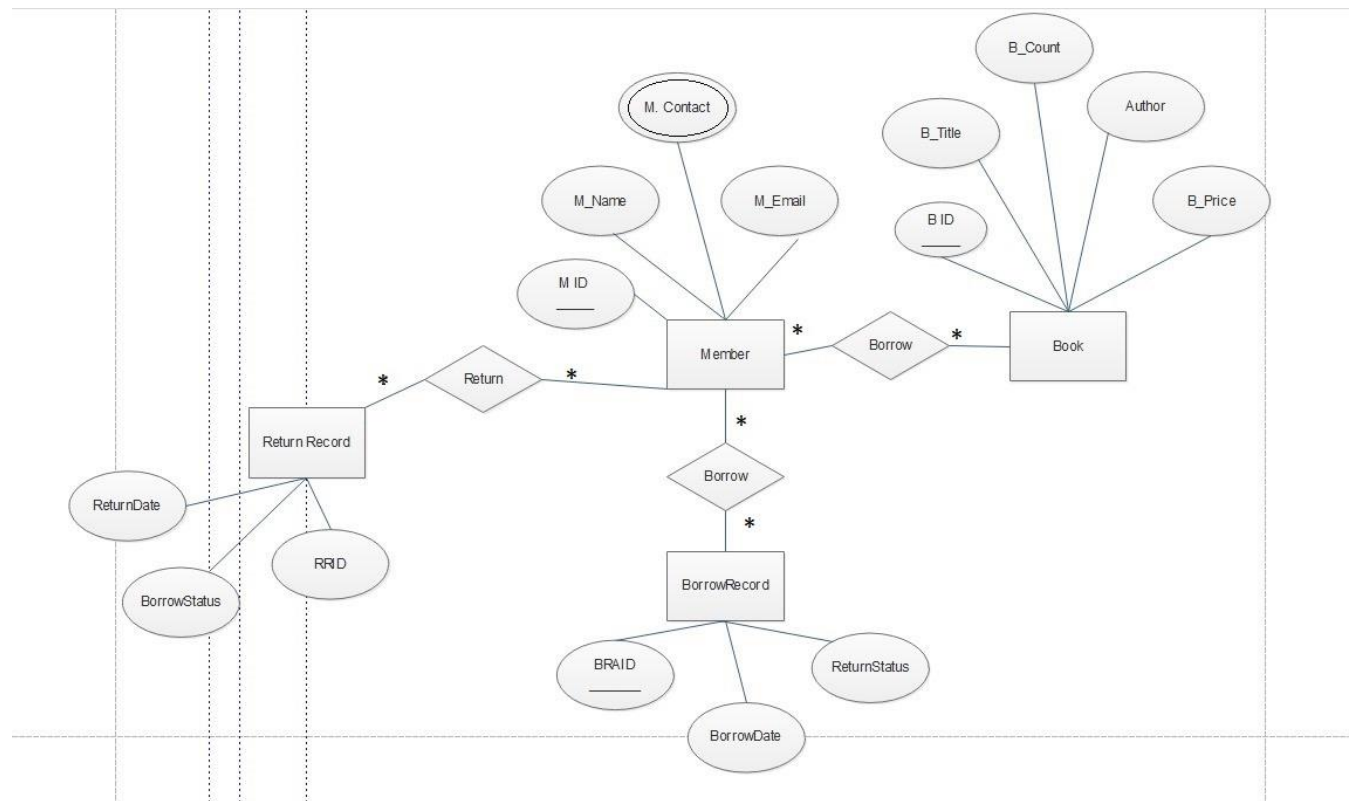 B_Count
M. Contact
Author
B_Title
M_Name
M_Email
B_Price
B ID
M ID
*
*
Borrow
Book
Member
Return
*
*
*
Return Record
Borrow
ReturnDate
*
RRID
BorrowRecord
BorrowStatus
BRAID
ReturnStatus
BorrowDate